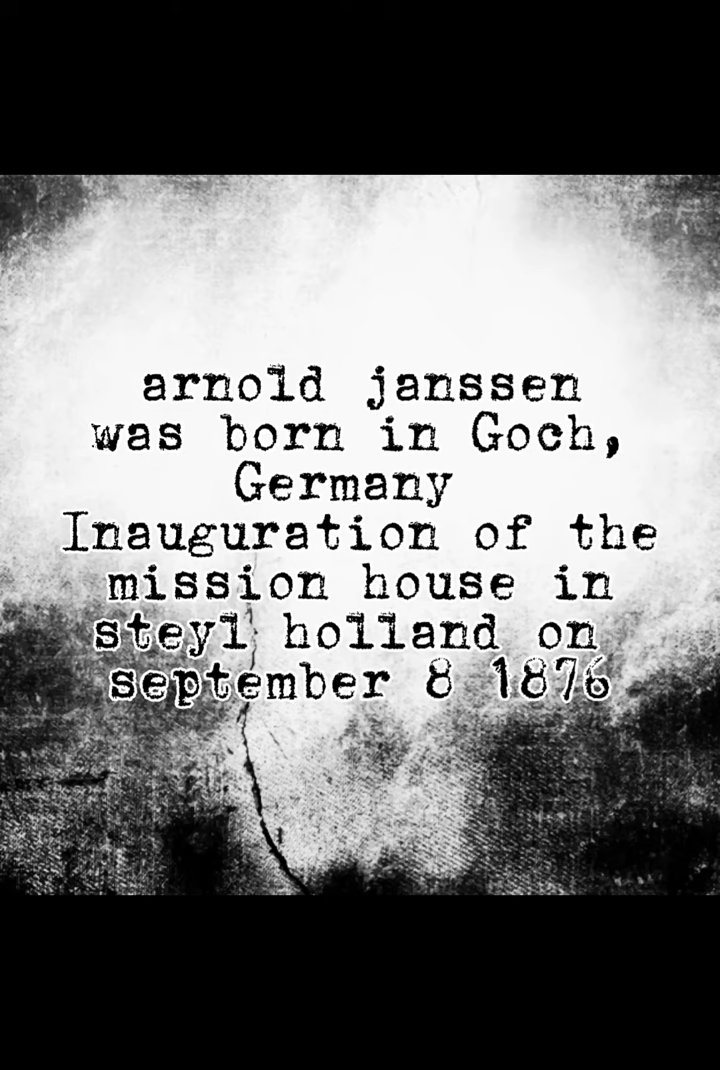 arnold janssen
was born in Goch,
Germany
Inauguration of the
mission house in
steyl holland on
september 8 1876